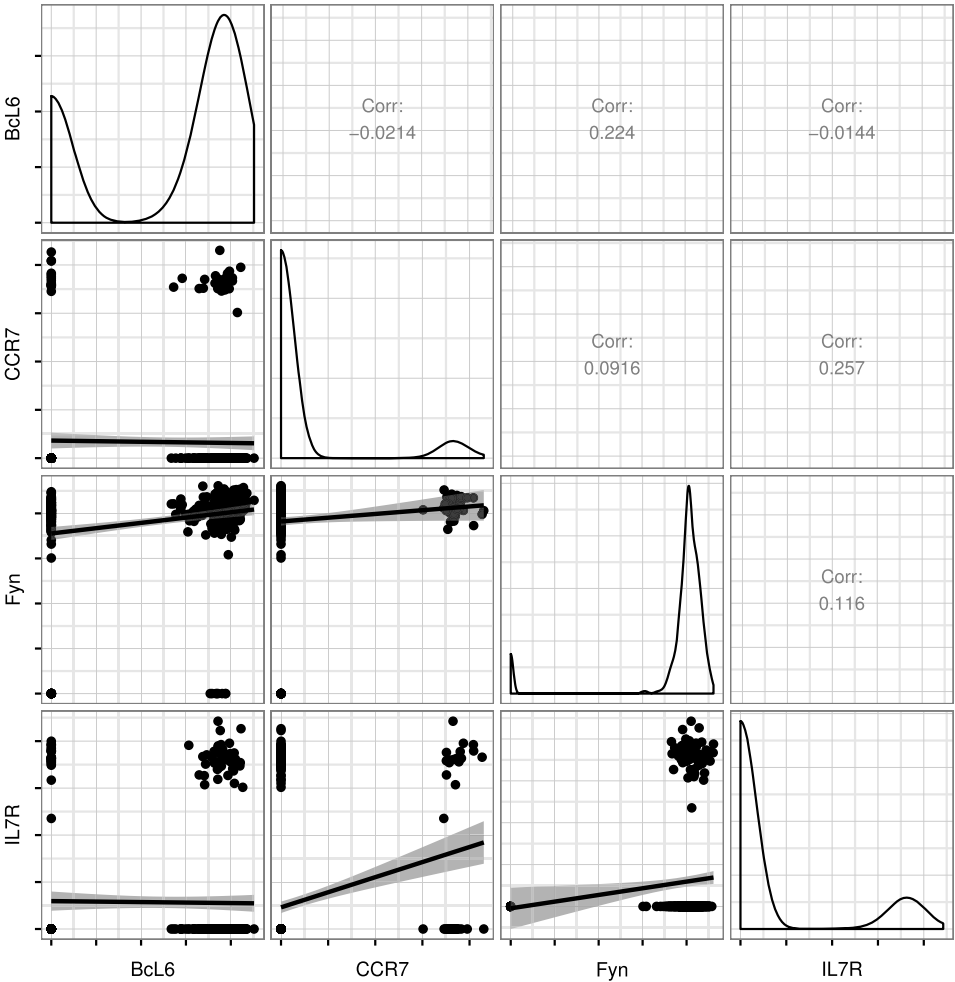 BcL6
Corr:
−0.0214
Corr:
0.224
Corr:
−0.0144
CCR7
Corr:
0.0916
Corr:
0.257
Fyn
Corr:
0.116
IL7R
BcL6
CCR7
Fyn
IL7R